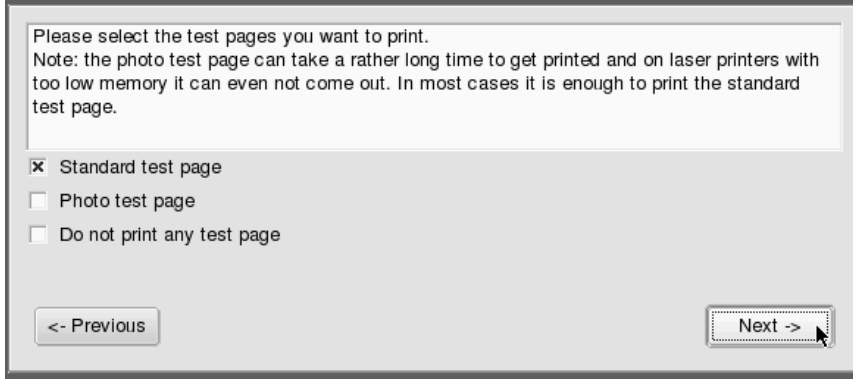 Please select the test pages you want to print.
Note: the photo test page can take a rather long time to get printed and on laser printers with
too low memory it can even not come out. In most cases it is enough to print the standard
test page.
Standard test page
Photo test page
Do not print any test page
<- Previous
Next ->